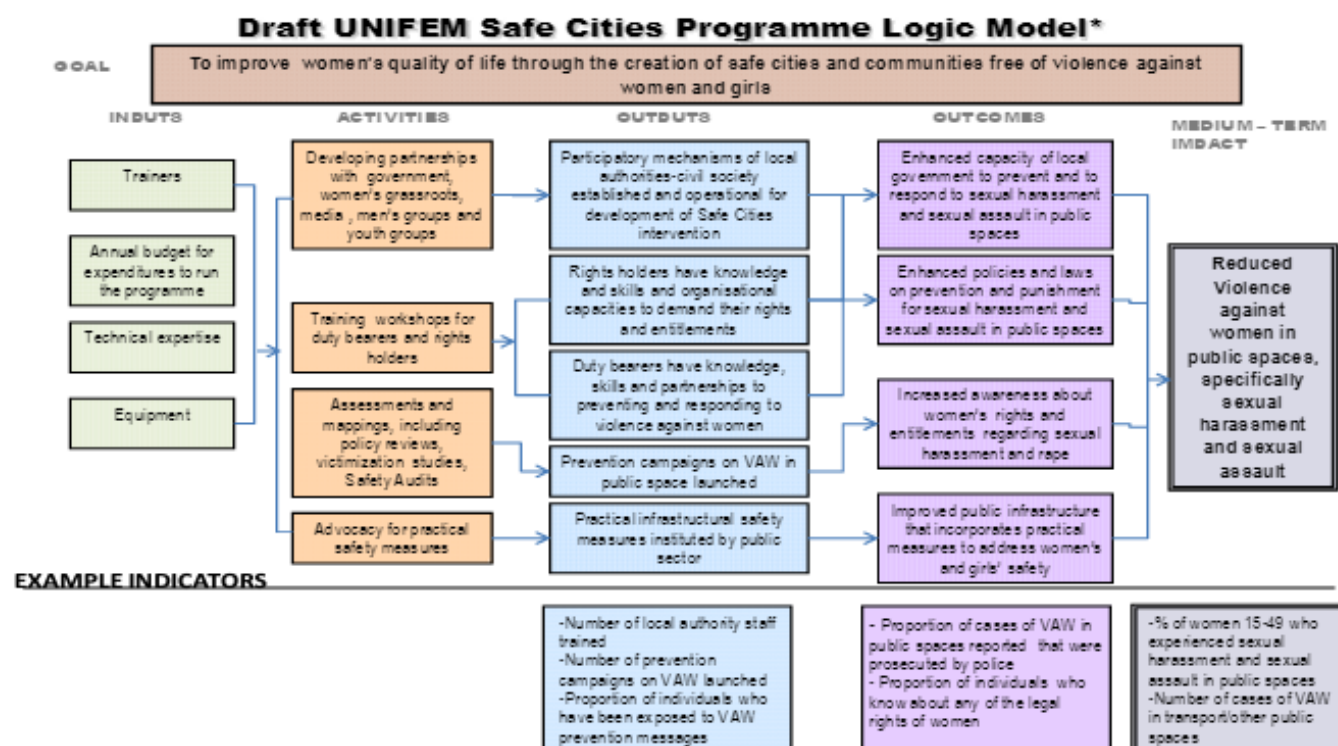 Draft UNIFEM Safe Cities Programme Logic Model*
GOAL
To improve women's quality of life through the creation of safe cities and communities free of violence against
women and girls
INPUTS
ACTIVITIES
OUTPUTS
OUTCOMES
MEDIUM – TERM
IMPACT
Trainers
Annual budget for
expenditures to run
the programme
Technical expertise
Equipment
Developing partnerships
with government,
women's grassroots,
media , men's groups and
youth groups
Training workshops for
duty bearers and rights
holders
Assessments and
mappings, including
policy reviews,
victimization studies,
Safety Audits
Advocacy for practical
safety measures
Participatory mechanisms of local
authorities-civil society
established and operational for
development of Safe Cities
intervention
Rights holders have knowledge
and skills and organisational
capacities to demand their rights
and entitlements
Duty bearers have knowledge,
skills and partnerships to
preventing and responding to
violence against women
Prevention campaigns on VAW in
public space launched
Practical infrastructural safety
measures instituted by public
sector
Enhanced capacity of local
government to prevent and to
respond to sexual harassment
and sexual assault in public
spaces
Enhanced policies and laws
on prevention and punishment
for sexual harassment and
sexual assault in public spaces
Increased awareness about
women's rights and
entitlements regarding sexual
harassment and rape
Improved public infrastructure
that incorporates practical
measures to address women's
and girls' safety
Reduced
Violence
against
women in
public spaces,
specifically
sexual
harassment
and sexual
assault
EXAMPLE INDICATORS
-Number of local authority staff
trained
-Number of prevention
campaigns on VAW launched
-Proportion of individuals who
have been exposed to VAW
prevention messages
- Proportion of cases of VAW in
public spaces reported that were
prosecuted by police
- Proportion of individuals who
know about any of the legal
rights of women
-% of women 15-49 who
experienced sexual
harassment and sexual
assault in public spaces
-Number of cases of VAW
in transport/other public
spaces